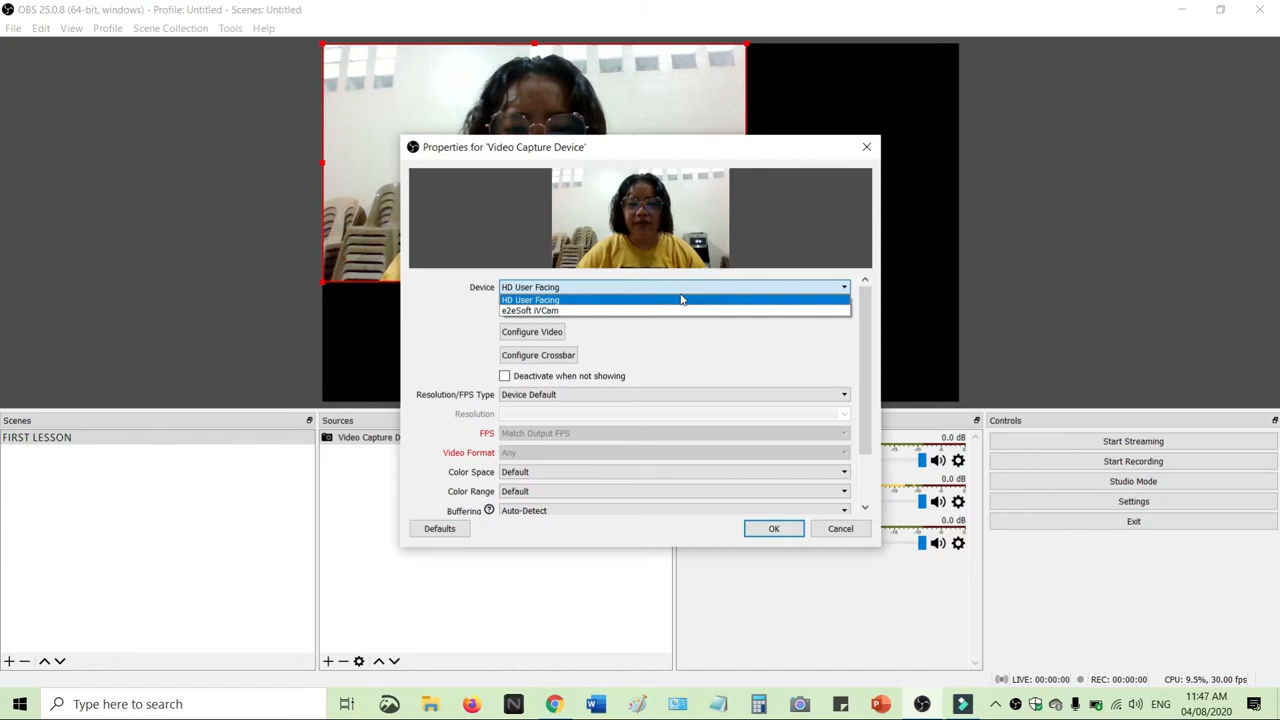 OBS 25.0.8 (64-bit, windows) - Profile: Untitled - Scenes: Untitled
File Edit View Profile Scene Collection Tools Help
Properties for 'Video Capture Device'
Device HD User Facing
HD User Facing
e2eSoft iVCam
Configure Video
Configure Crossbar
Deactivate when not showing
Resolution/FPS Type Device Default
Resolution
FPS Match Output FPS
Video Format Any
Color Space Default
Color Range Default
Buffering Auto-Detect
Defaults OK Cancel
Scenes
FIRST LESSON
Sources
Video Capture D
0.0 dB
0.0 dB
0.0 dB
Controls
Start Streaming
Start Recording
Studio Mode
Settings
Exit
LIVE: 00:00:00 REC: 00:00:00 CPU: 9.5%, 30.00 fps
Type here to search
ENG
11:47 AM
04/08/2020